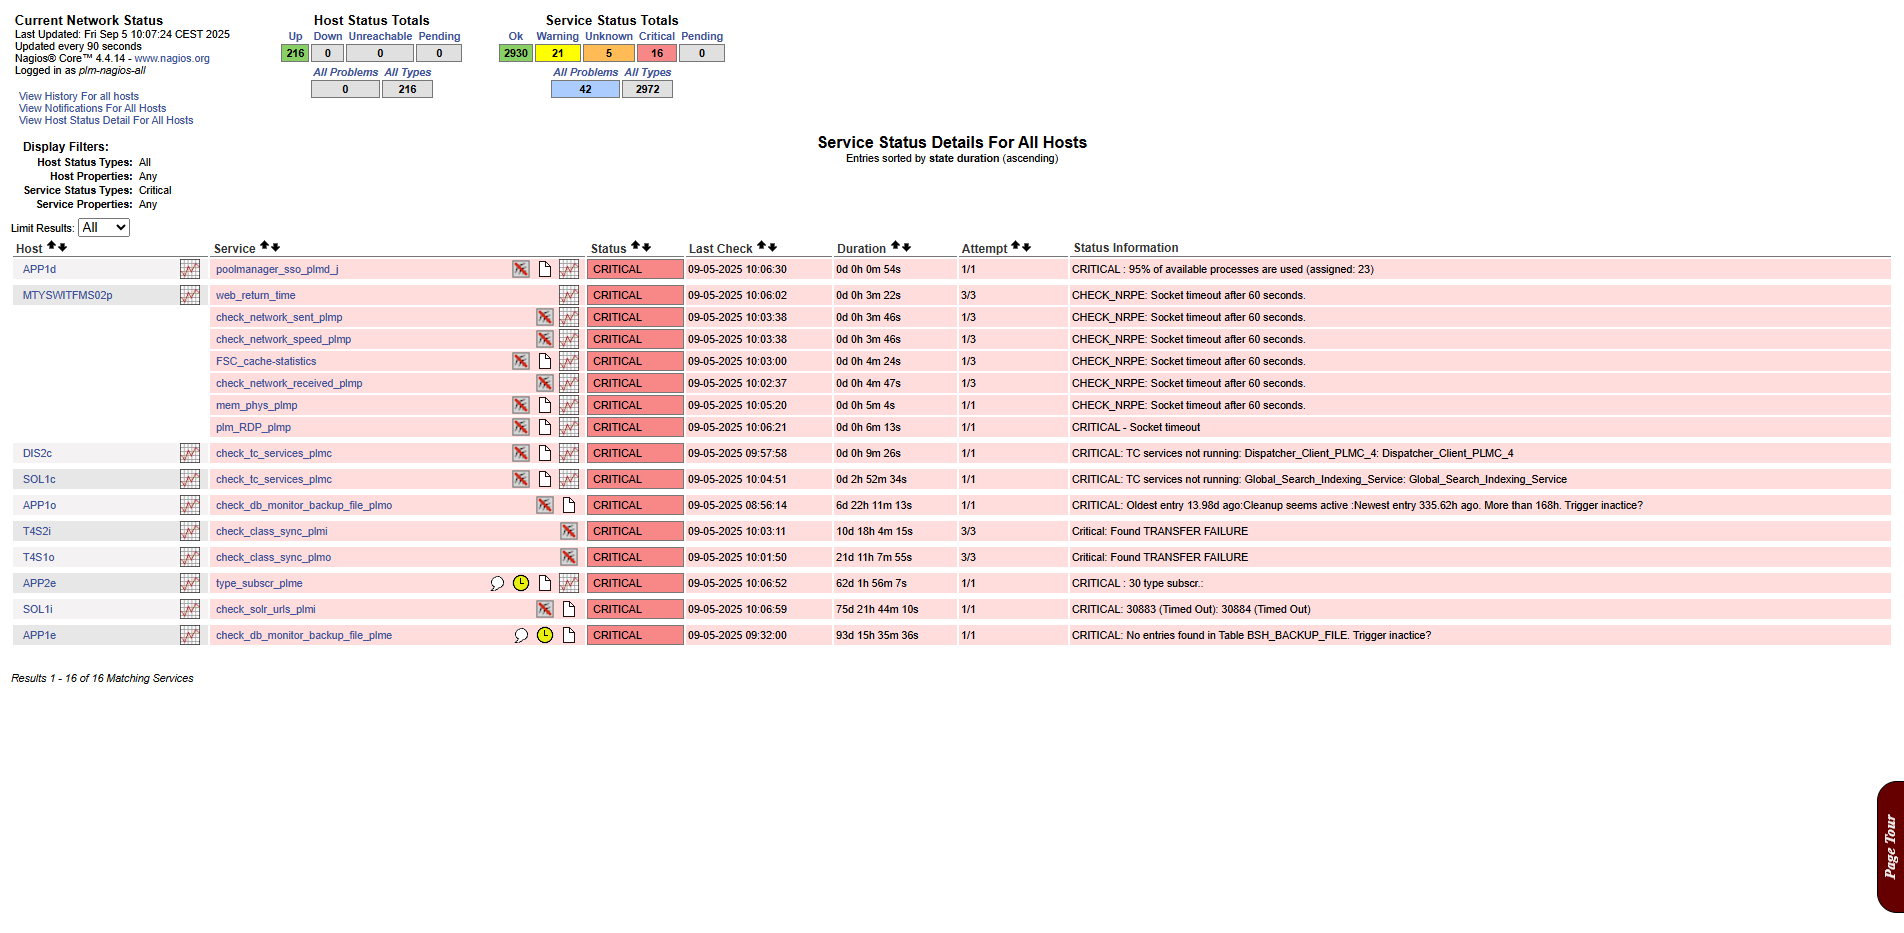 Current Network Status
Last Updated: Fri Sep 5 10:07:24 CEST 2025
Updated every 90 seconds
Nagios® Core™ 4.4.14 - www.nagios.org
Logged in as plm-nagios-all
View History For all hosts
View Notifications For All Hosts
View Host Status Detail For All Hosts
Host Status Totals
Up Down Unreachable Pending
216 0 0 0
All Problems All Types
0 216
Service Status Totals
Ok Warning Unknown Critical Pending
2930 21 5 16 0
All Problems All Types
42 2972
Display Filters:
Host Status Types: All
Host Properties: Any
Service Status Types: Critical
Service Properties: Any
Service Status Details For All Hosts
Entries sorted by state duration (ascending)
Limit Results: All
Host Service Status Last Check Duration Attempt Status Information
APP1d poolmanager_sso_plmd_j CRITICAL 09-05-2025 10:06:30 0d 0h 0m 54s 1/1 CRITICAL : 95% of available processes are used (assigned: 23)
MTYSWITFMS02p web_return_time CRITICAL 09-05-2025 10:06:02 0d 0h 3m 22s 3/3 CHECK_NRPE: Socket timeout after 60 seconds.
check_network_sent_plmp CRITICAL 09-05-2025 10:03:38 0d 0h 3m 46s 1/3 CHECK_NRPE: Socket timeout after 60 seconds.
check_network_speed_plmp CRITICAL 09-05-2025 10:03:38 0d 0h 3m 46s 1/3 CHECK_NRPE: Socket timeout after 60 seconds.
FSC_cache-statistics CRITICAL 09-05-2025 10:03:00 0d 0h 4m 24s 1/3 CHECK_NRPE: Socket timeout after 60 seconds.
check_network_received_plmp CRITICAL 09-05-2025 10:02:37 0d 0h 4m 47s 1/3 CHECK_NRPE: Socket timeout after 60 seconds.
mem_phys_plmp CRITICAL 09-05-2025 10:05:20 0d 0h 5m 4s 1/1 CHECK_NRPE: Socket timeout after 60 seconds.
plm_RDP_plmp CRITICAL 09-05-2025 10:06:21 0d 0h 6m 13s 1/1 CRITICAL - Socket timeout
DIS2c check_tc_services_plmc CRITICAL 09-05-2025 09:57:58 0d 0h 9m 26s 1/1 CRITICAL: TC services not running: Dispatcher_Client_PLMC_4: Dispatcher_Client_PLMC_4
SOL1c check_tc_services_plmc CRITICAL 09-05-2025 10:04:51 0d 2h 52m 34s 1/1 CRITICAL: TC services not running: Global_Search_Indexing_Service: Global_Search_Indexing_Service
APP1o check_db_monitor_backup_file_plmo CRITICAL 09-05-2025 08:56:14 6d 22h 11m 13s 1/1 CRITICAL: Oldest entry 13.98d ago:Cleanup seems active :Newest entry 335.62h ago. More than 168h. Trigger inactice?
T4S2i check_class_sync_plmi CRITICAL 09-05-2025 10:03:11 10d 18h 4m 15s 3/3 Critical: Found TRANSFER FAILURE
T4S1o check_class_sync_plmo CRITICAL 09-05-2025 10:01:50 21d 11h 7m 55s 3/3 Critical: Found TRANSFER FAILURE
APP2e type_subscr_plme CRITICAL 09-05-2025 10:06:52 62d 1h 56m 7s 1/1 CRITICAL : 30 type subscr.:
SOL1i check_solr_urls_plmi CRITICAL 09-05-2025 10:06:59 75d 21h 44m 10s 1/1 CRITICAL: 30883 (Timed Out): 30884 (Timed Out)
APP1e check_db_monitor_backup_file_plme CRITICAL 09-05-2025 09:32:00 93d 15h 35m 36s 1/1 CRITICAL: No entries found in Table BSH_BACKUP_FILE. Trigger inactice?
Results 1 - 16 of 16 Matching Services
Page Tour